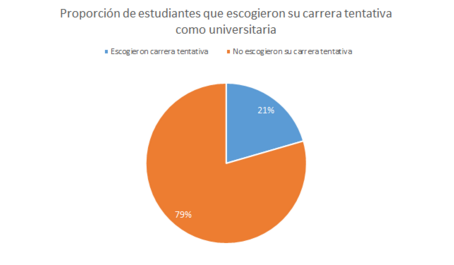 Proporción de estudiantes que escogieron su carrera tentativa
como universitaria
Escogieron carrera tentativa No escogieron su carrera tentativa
21%
79%